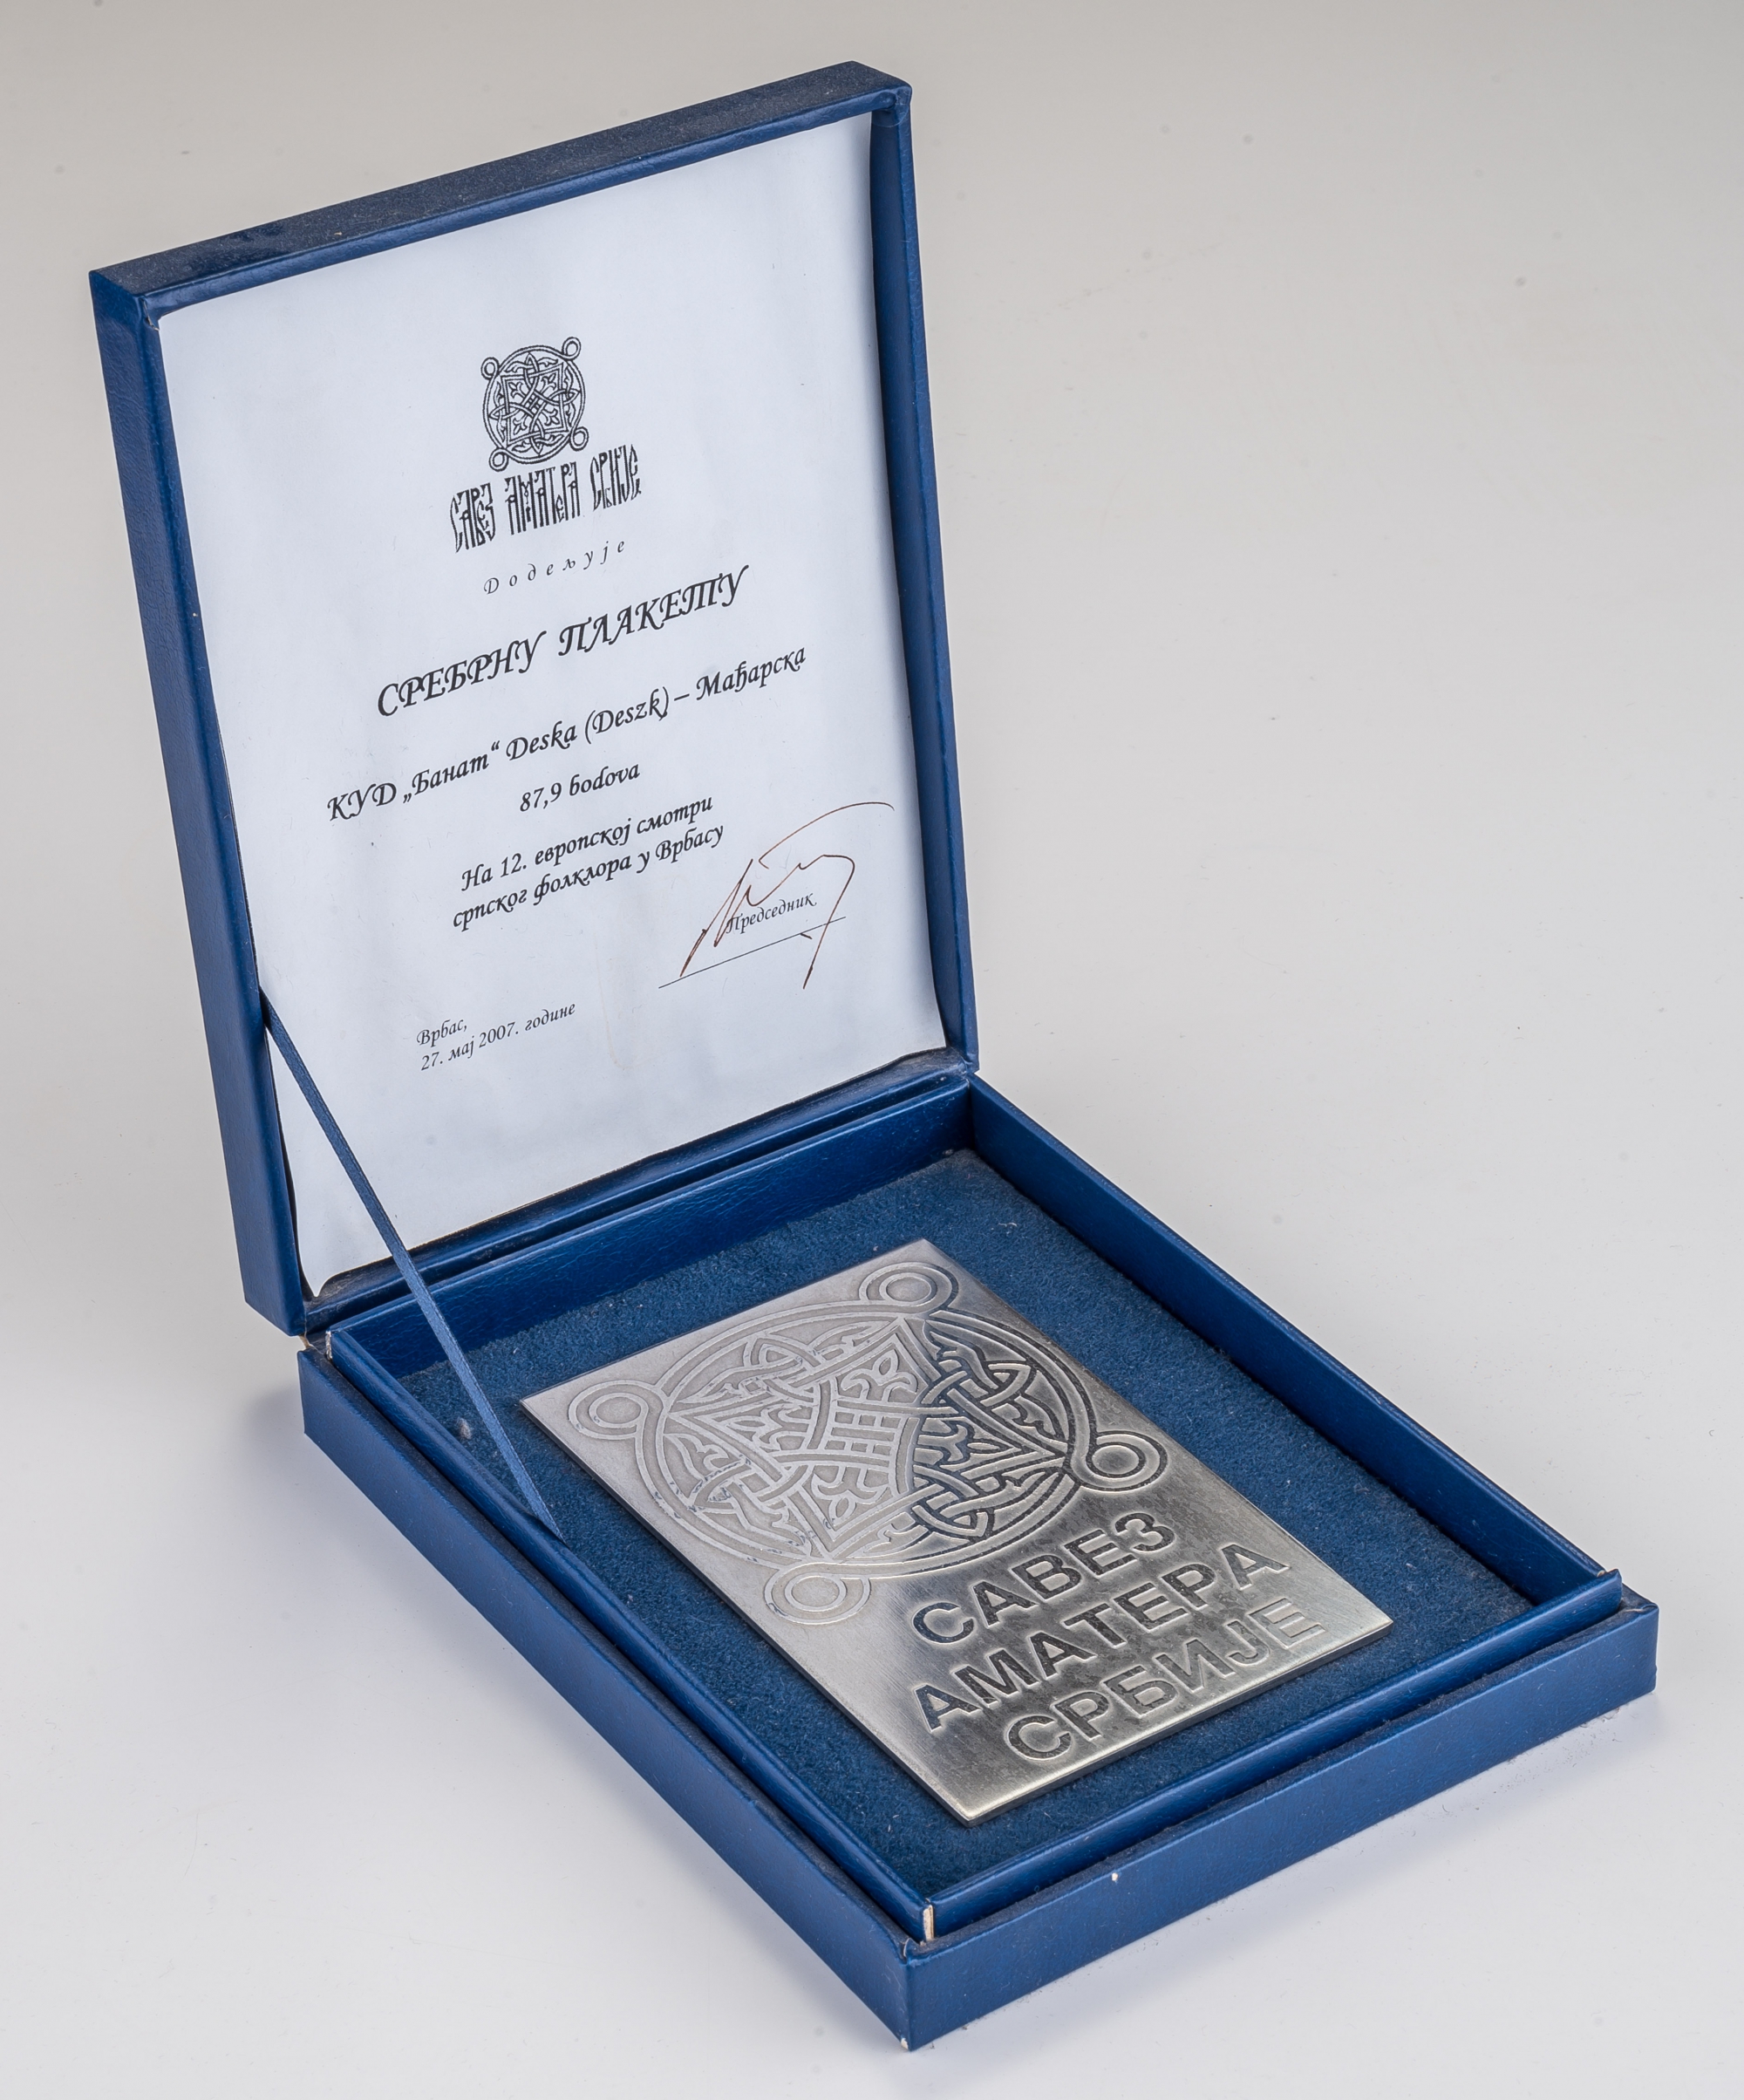 САВЕЗ АМАТЕРА СРБИЈЕ
Додељује
СРЕБРНУ ПЛАКЕТУ
КУД „Банат“ Deska (Deszk) – Мађарска
87,9 bodova
На 12. европској смотри
српског фолклора у Врбасу
Председник
Врбас,
27. мај 2007. године
САВЕЗ
АМАТЕРА
СРБИЈЕ